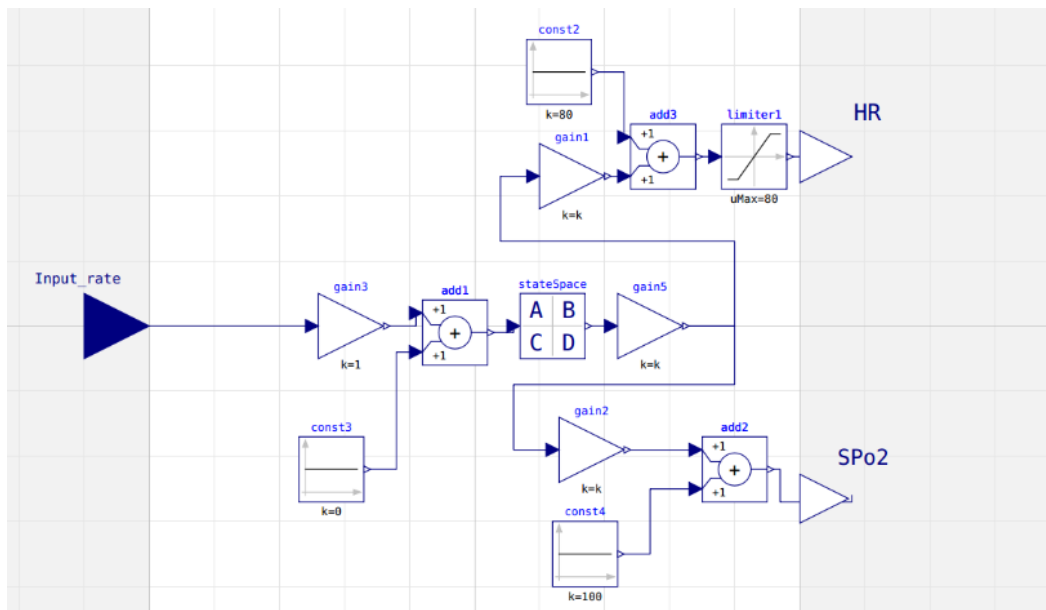 const2
k=80
gain1
k=k
add3
+1
+
+1
limiter1
uMax=80
HR
Input_rate
gain3
k=1
add1
+1
+
+1
stateSpace
A B
C D
gain5
k=k
const3
k=0
gain2
k=k
add2
+1
+
+1
SPo2
const4
k=100